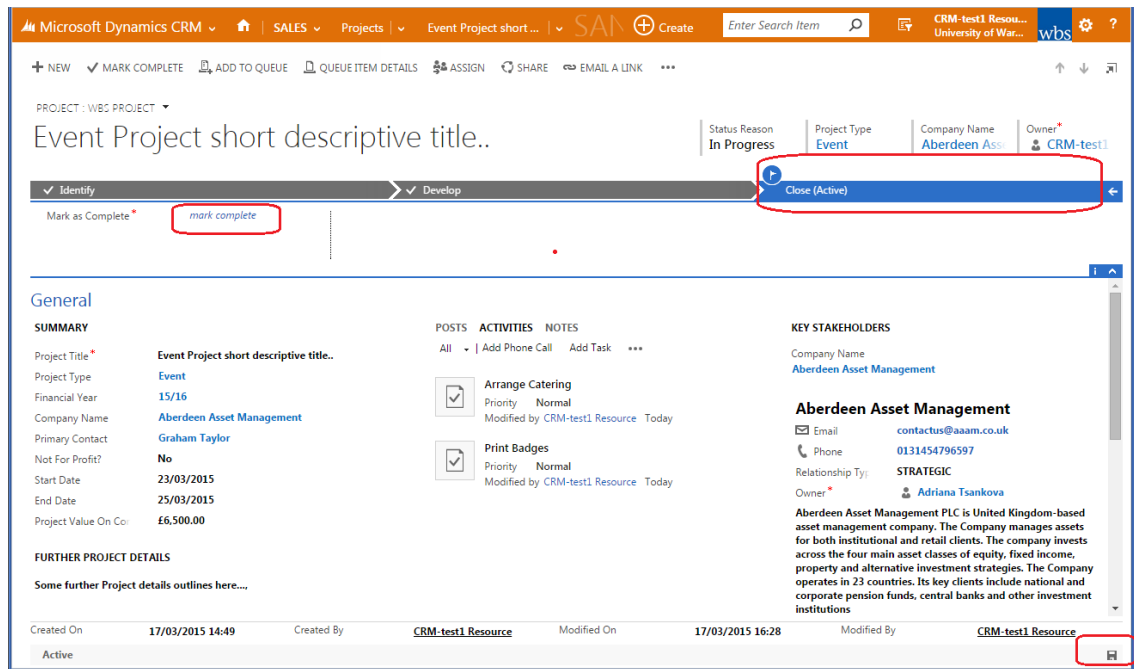 Microsoft Dynamics CRM SALES Projects Event Project short ... SAN Create Enter Search Item CRM-test1 Resou... ?
University of War... wbs
NEW MARK COMPLETE ADD TO QUEUE QUEUE ITEM DETAILS ASSIGN SHARE EMAIL A LINK •••
PROJECT : WBS PROJECT
Event Project short descriptive title..
Status Reason Project Type Company Name Owner*
In Progress Event Aberdeen Ass CRM-test1
Identify Develop Close (Active)
Mark as Complete* mark complete
General
SUMMARY
Project Title* Event Project short descriptive title..
Project Type Event
Financial Year 15/16
Company Name Aberdeen Asset Management
Primary Contact Graham Taylor
Not For Profit? No
Start Date 23/03/2015
End Date 25/03/2015
Project Value On Co £6,500.00
FURTHER PROJECT DETAILS
Some further Project details outlines here...,
POSTS ACTIVITIES NOTES
All | Add Phone Call Add Task •••
Arrange Catering
Priority Normal
Modified by CRM-test1 Resource Today
Print Badges
Priority Normal
Modified by CRM-test1 Resource Today
KEY STAKEHOLDERS
Company Name
Aberdeen Asset Management
Aberdeen Asset Management
Email contactus@aaam.co.uk
Phone 0131454796597
Relationship Ty STRATEGIC
Owner* Adriana Tsankova
Aberdeen Asset Management PLC is United Kingdom-based
asset management company. The Company manages assets
for both institutional and retail clients. The company invests
across the four main asset classes of equity, fixed income,
property and alternative investment strategies. The Company
operates in 23 countries. Its key clients include national and
corporate pension funds, central banks and other investment
institutions
Created On 17/03/2015 14:49 Created By CRM-test1 Resource Modified On 17/03/2015 16:28 Modified By CRM-test1 Resource
Active